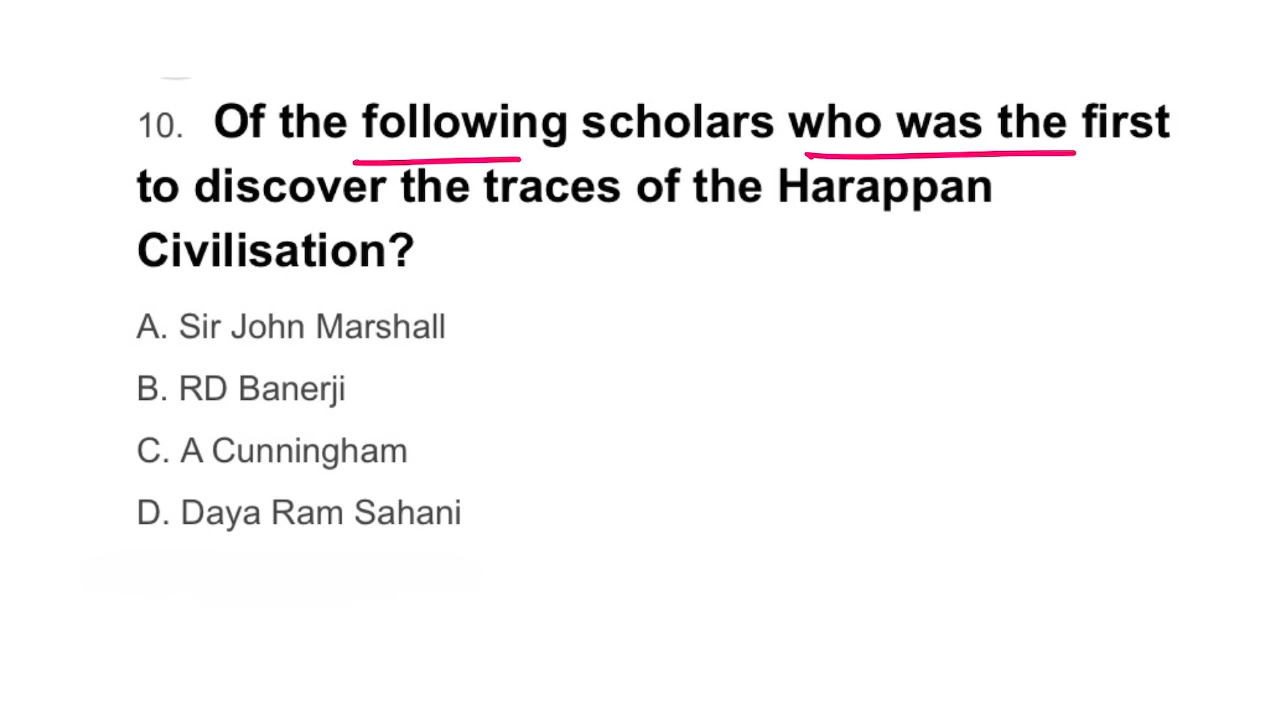 10. Of the following scholars who was the first
to discover the traces of the Harappan
Civilisation?
A. Sir John Marshall
B. RD Banerji
C. A Cunningham
D. Daya Ram Sahani